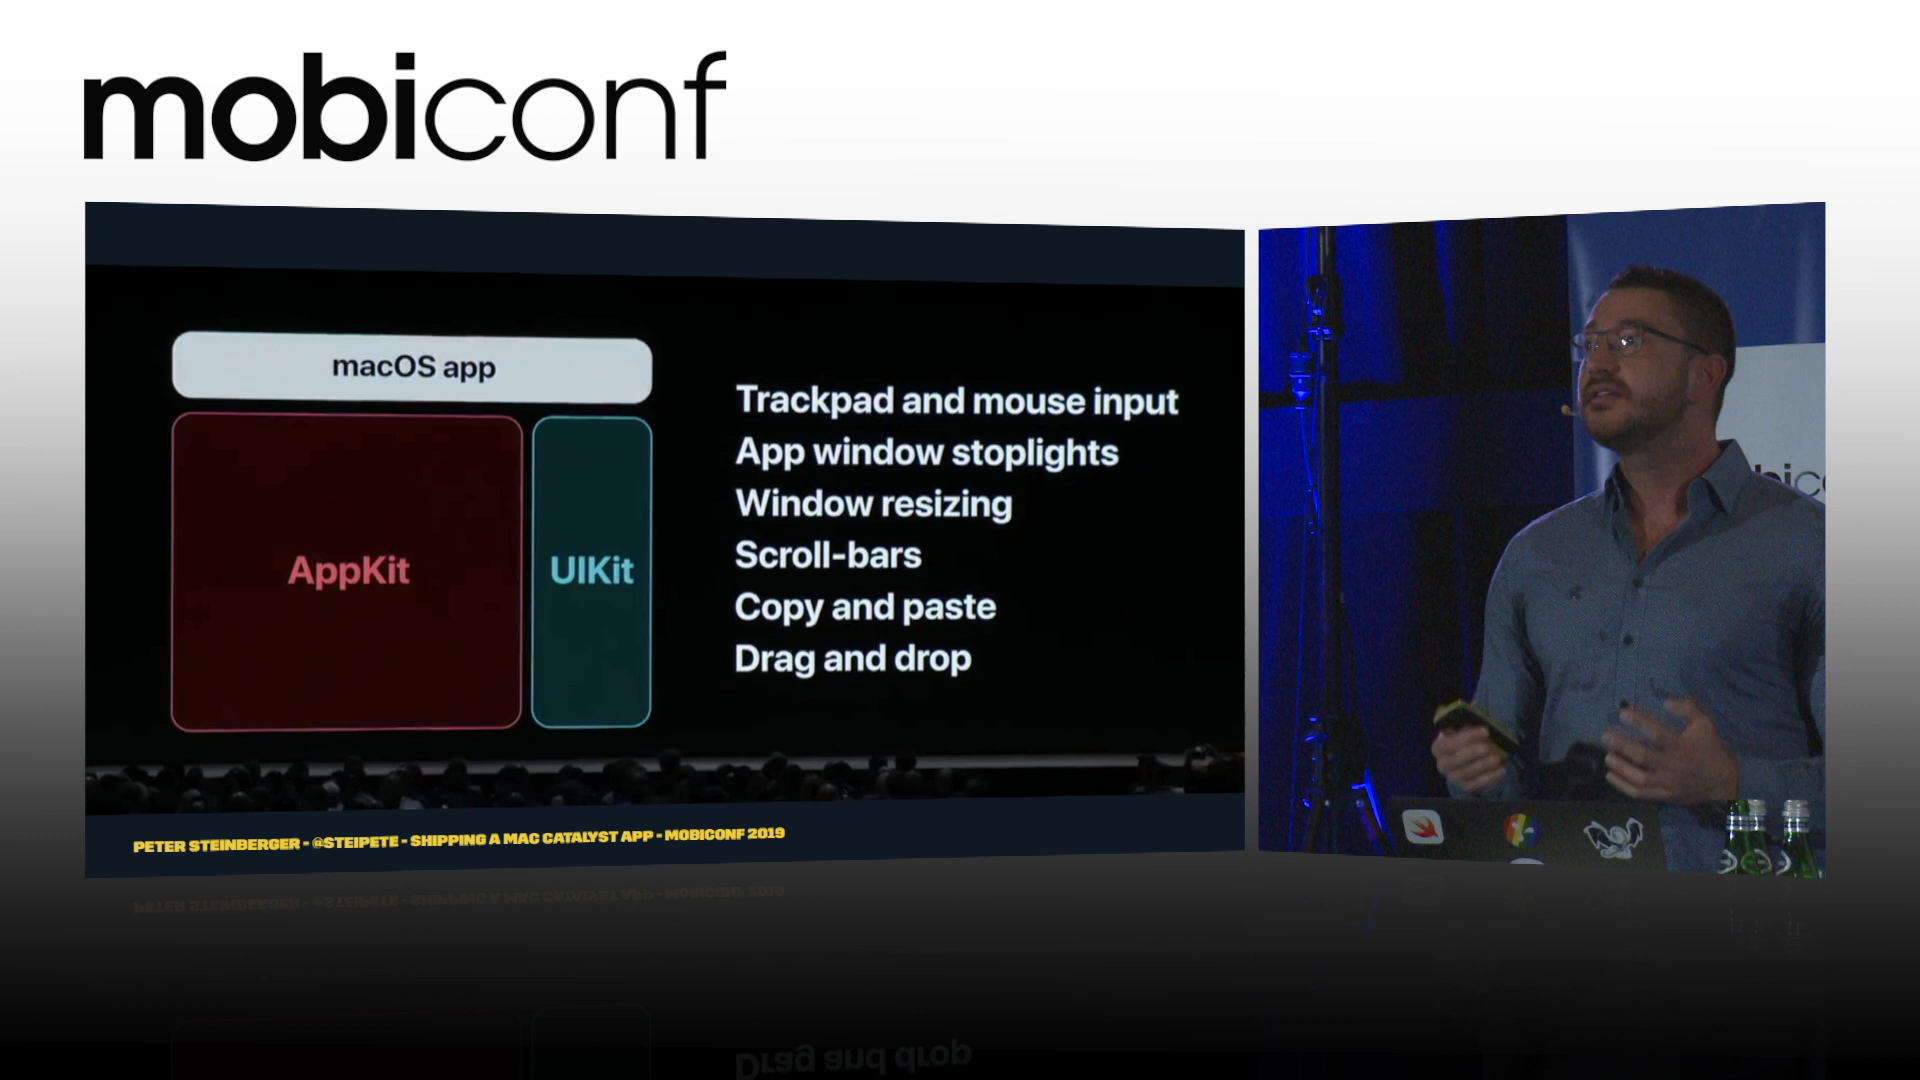 mobiconf
macOS app
AppKit
UIKit
Trackpad and mouse input
App window stoplights
Window resizing
Scroll-bars
Copy and paste
Drag and drop
PETER STEINBERGER - @STEIPETE - SHIPPING A MAC CATALYST APP - MOBICONF 2019
bico